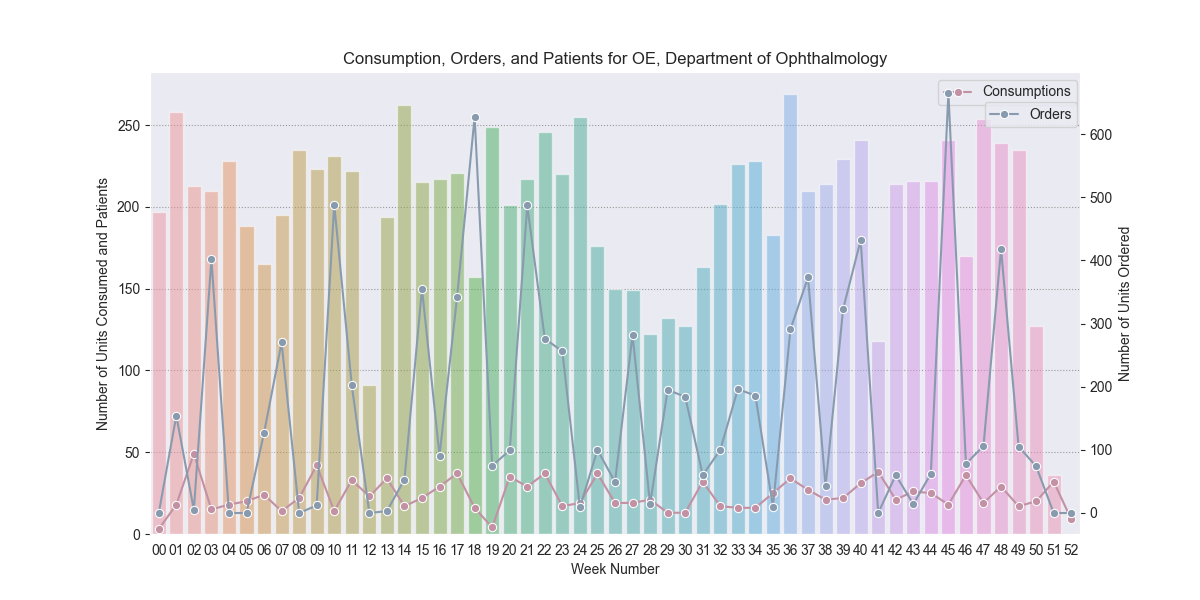 Consumption, Orders, and Patients for OE, Department of Ophthalmology
Consumptions
Orders
Number of Units Consumed and Patients
250
200
150
100
50
0
600
500
400
300
200
100
0
Number of Units Ordered
00 01 02 03 04 05 06 07 08 09 10 11 12 13 14 15 16 17 18 19 20 21 22 23 24 25 26 27 28 29 30 31 32 33 34 35 36 37 38 39 40 41 42 43 44 45 46 47 48 49 50 51 52
Week Number